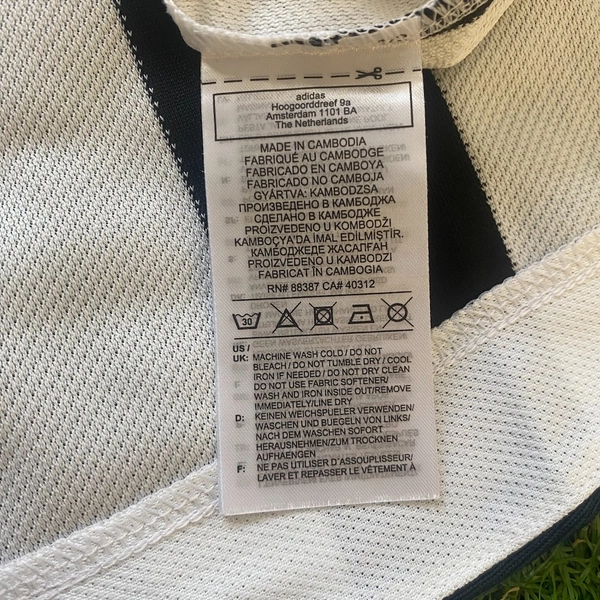 adidas
Hoogoorddreef 9a
Amsterdam 1101 BA
The Netherlands
MADE IN CAMBODIA
FABRIQUÉ AU CAMBODGE
FABRICADO EN CAMBOYA
FABRICADO NO CAMBOJA
GYÁRTVA: KAMBODZSA
ПРОИЗВЕДЕНО В КАМБОДЖА
СДЕЛАНО В КАМБОДЖЕ
PROIZVEDENO U KOMBODŽI
KAMBOÇYA'DA İMAL EDİLMİŞTİR.
КАМБОДЖЕДЕ ЖАСАЛҒАН
PROIZVEDENO U KAMBODZI
FABRICAT ÎN CAMBOGIA
RN# 88387 CA# 40312
30
US /
UK: MACHINE WASH COLD / DO NOT
BLEACH / DO NOT TUMBLE DRY / COOL
IRON IF NEEDED / DO NOT DRY CLEAN
DO NOT USE FABRIC SOFTENER/
WASH AND IRON INSIDE OUT/REMOVE
IMMEDIATELY/LINE DRY
D: KEINEN WEICHSPUELER VERWENDEN/
WASCHEN UND BUEGELN VON LINKS/
NACH DEM WASCHEN SOFORT
HERAUSNEHMEN/ZUM TROCKNEN
AUFHAENGEN
F: NE PAS UTILISER D'ASSOUPLISSEUR/
LAVER ET REPASSER LE VÊTEMENT À